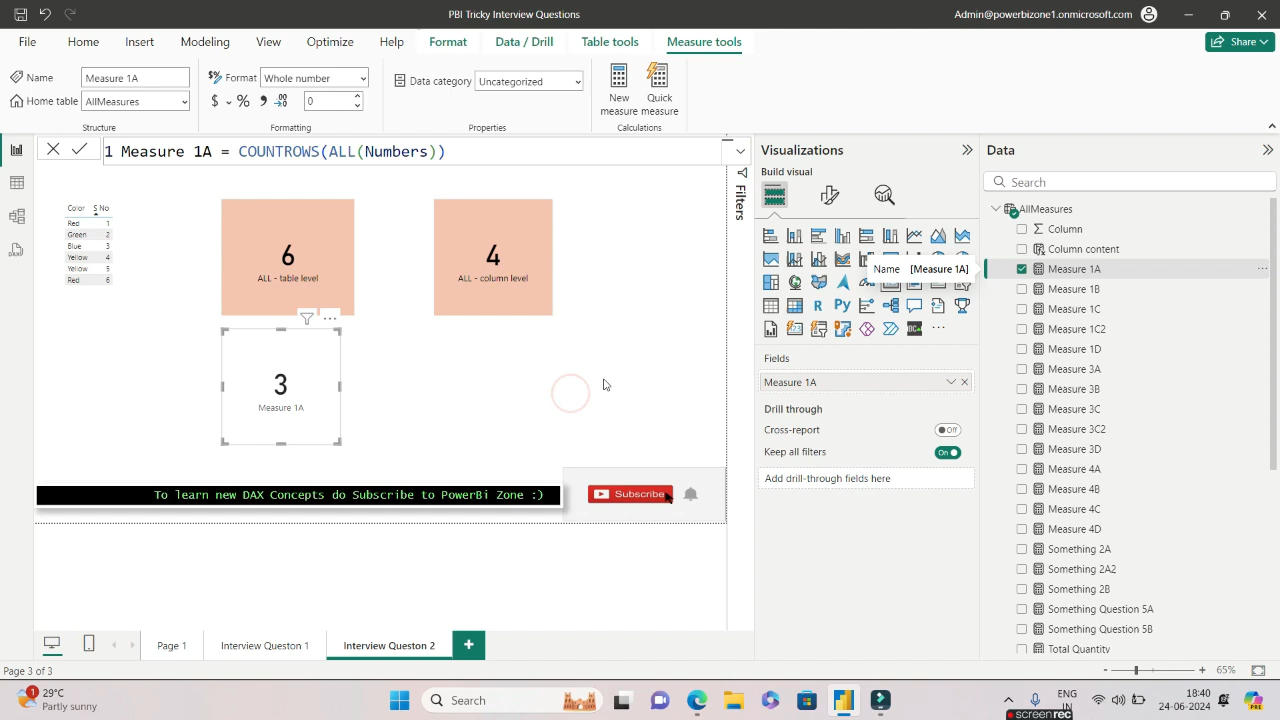 PBI Tricky Interview Questions
Admin@powerbizone1.onmicrosoft.com
File Home Insert Modeling View Optimize Help Format Data / Drill Table tools Measure tools
Share
Name Measure 1A
Home table AllMeasures
Structure
Format Whole number
$ % 0
Formatting
Data category Uncategorized
Properties
New measure
Quick measure
Calculations
1 Measure 1A = COUNTROWS(ALL(Numbers))
Color S No
Red 1
Green 2
Blue 3
Yellow 4
Yellow 5
Red 6
6
ALL - table level
4
ALL - column level
3
Measure 1A
To learn new DAX Concepts do Subscribe to PowerBi Zone :)
Subscribe
Filters
Visualizations
Build visual
Name [Measure 1A]
R Py
Fields
Measure 1A
Drill through
Cross-report Off
Keep all filters On
Add drill-through fields here
Data
Search
AllMeasures
Column
Column content
Measure 1A
Measure 1B
Measure 1C
Measure 1C2
Measure 1D
Measure 3A
Measure 3B
Measure 3C
Measure 3C2
Measure 3D
Measure 4A
Measure 4B
Measure 4C
Measure 4D
Something 2A
Something 2A2
Something 2B
Something Question 5A
Something Question 5B
Total Quantity
Page 1 Interview Queston 1 Interview Queston 2
Page 3 of 3
65%
1
29°C
Partly sunny
Search
ENG
IN
18:40
24-06-2024
screen rec